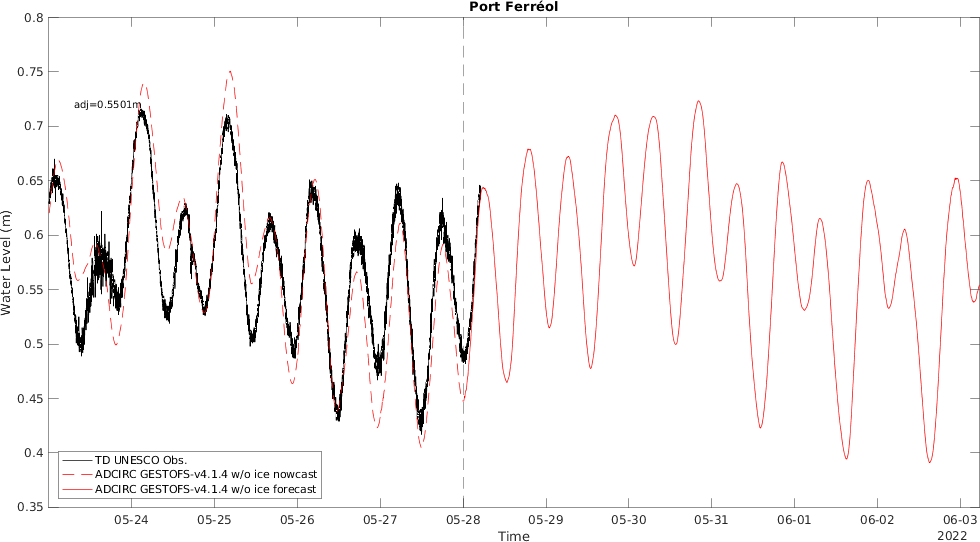 Port Ferréol
0.8
0.75
0.7
0.65
0.6
0.55
0.5
0.45
0.4
0.35
Water Level (m)
adj=0.5501m
TD UNESCO Obs.
ADCIRC GESTOFS-v4.1.4 w/o ice nowcast
ADCIRC GESTOFS-v4.1.4 w/o ice forecast
05-24 05-25 05-26 05-27 05-28 05-29 05-30 05-31 06-01 06-02 06-03
Time
2022